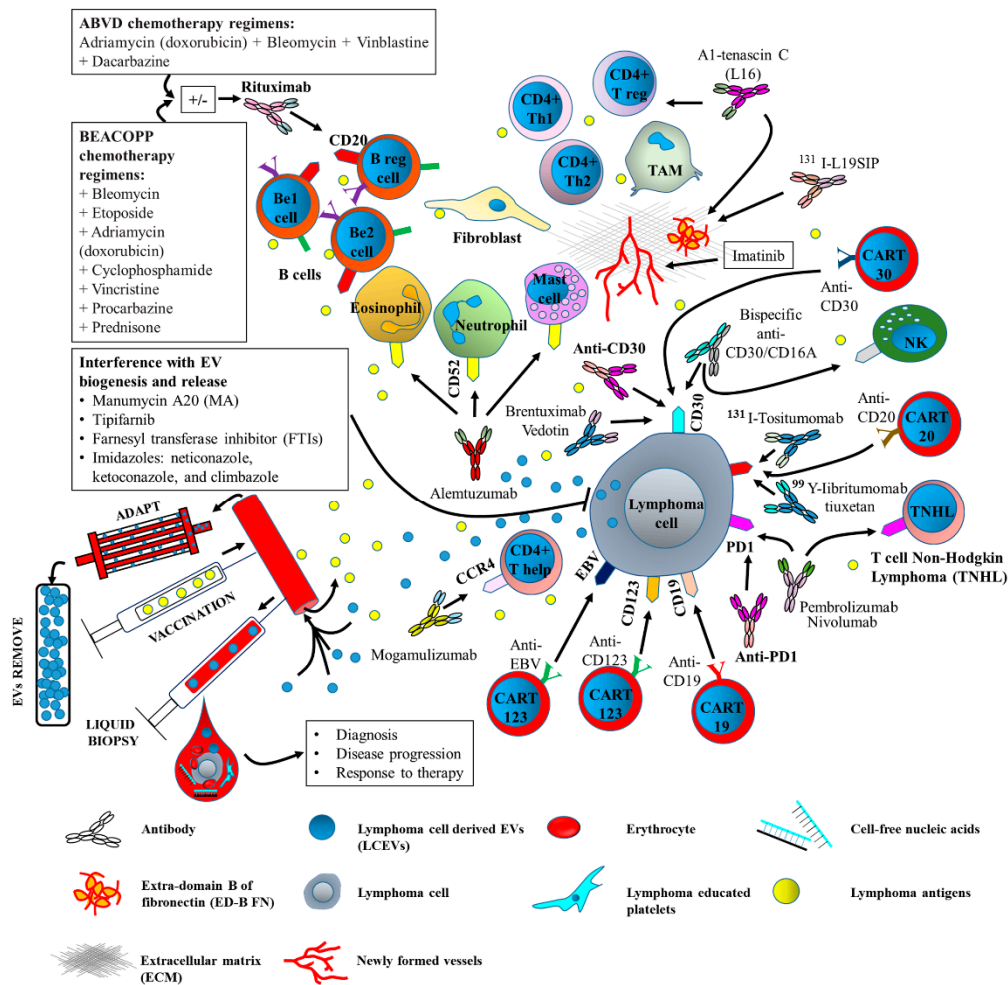 ABVD chemotherapy regimens:
Adriamycin (doxorubicin) + Bleomycin + Vinblastine
+ Dacarbazine
+/-
Rituximab
BEACOPP
chemotherapy
regimens:
+ Bleomycin
+ Etoposide
+ Adriamycin
(doxorubicin)
+ Cyclophosphamide
+ Vincristine
+ Procarbazine
+ Prednisone
CD20
B reg
cell
Be1
cell
Be2
cell
B cells
Fibroblast
CD4+
Th1
CD4+
T reg
CD4+
Th2
TAM
A1-tenascin C
(L16)
131 I-L19SIP
Imatinib
CART
30
Anti-
CD30
Eosinophil
Neutrophil
Mast
cell
CD52
Alemtuzumab
Anti-CD30
Bispecific
anti-
CD30/CD16A
NK
Brentuximab
Vedotin
CD30
131 I-Tositumomab
Anti-
CD20
CART
20
99 Y-Iibritumomab
tiuxetan
TNHL
T cell Non-Hodgkin
Lymphoma (TNHL)
Lymphoma
cell
PD1
Pembrolizumab
Nivolumab
Anti-PD1
EBV
CD123
CD19
Interference with EV
biogenesis and release
• Manumycin A20 (MA)
• Tipifarnib
• Farnesyl transferase inhibitor (FTIs)
• Imidazoles: neticonazole,
ketoconazole, and climbazole
ADAPT
VACCINATION
EVs REMOVE
LIQUID
BIOPSY
CCR4
CD4+
T help
Mogamulizumab
Anti-
EBV
CART
123
Anti-
CD123
CART
123
Anti-
CD19
CART
19
• Diagnosis
• Disease progression
• Response to therapy
Antibody
Lymphoma cell derived EVs
(LCEVs)
Erythrocyte
Cell-free nucleic acids
Extra-domain B of
fibronectin (ED-B FN)
Lymphoma cell
Lymphoma educated
platelets
Lymphoma antigens
Extracellular matrix
(ECM)
Newly formed vessels